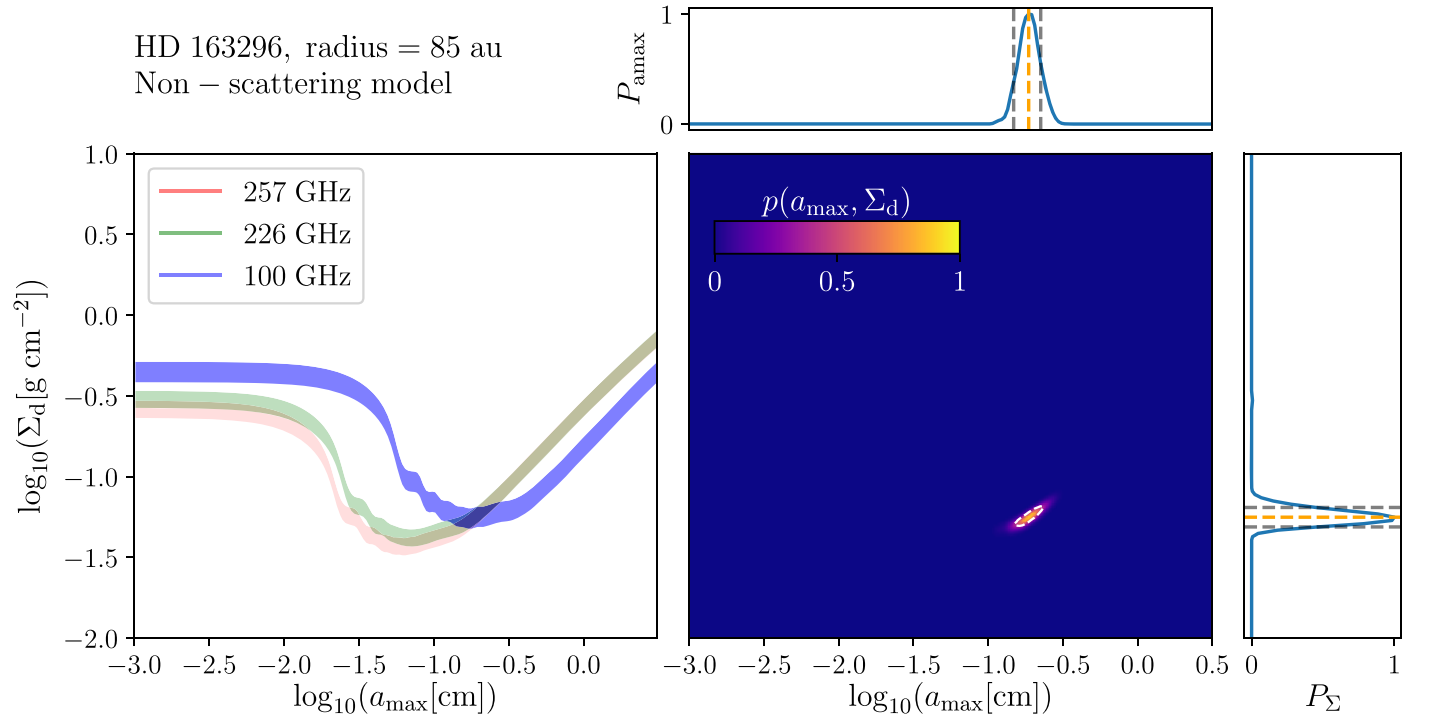 HD 163296, radius = 85 au
Non − scattering model
1
0
P_amax
1.0
0.5
0.0
−0.5
−1.0
−1.5
−2.0
log₁₀(Σ_d[g cm⁻²])
257 GHz
226 GHz
100 GHz
−3.0 −2.5 −2.0 −1.5 −1.0 −0.5 0.0
log₁₀(a_max[cm])
p(a_max, Σ_d)
0 0.5 1
−3.0 −2.5 −2.0 −1.5 −1.0 −0.5 0.0 0.5
log₁₀(a_max[cm])
0 1
P_Σ